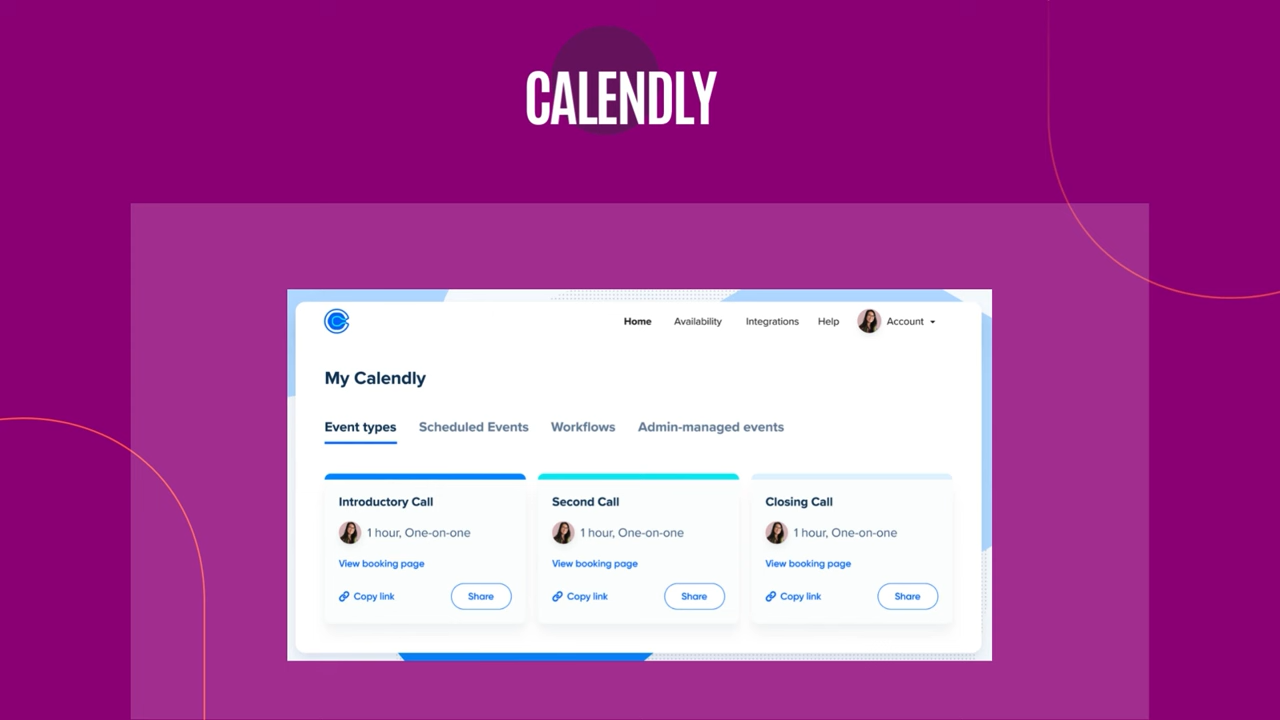 CALENDLY
Home Availability Integrations Help Account
My Calendly
Event types Scheduled Events Workflows Admin-managed events
Introductory Call Second Call Closing Call
1 hour, One-on-one 1 hour, One-on-one 1 hour, One-on-one
View booking page View booking page View booking page
Copy link Share Copy link Share Copy link Share